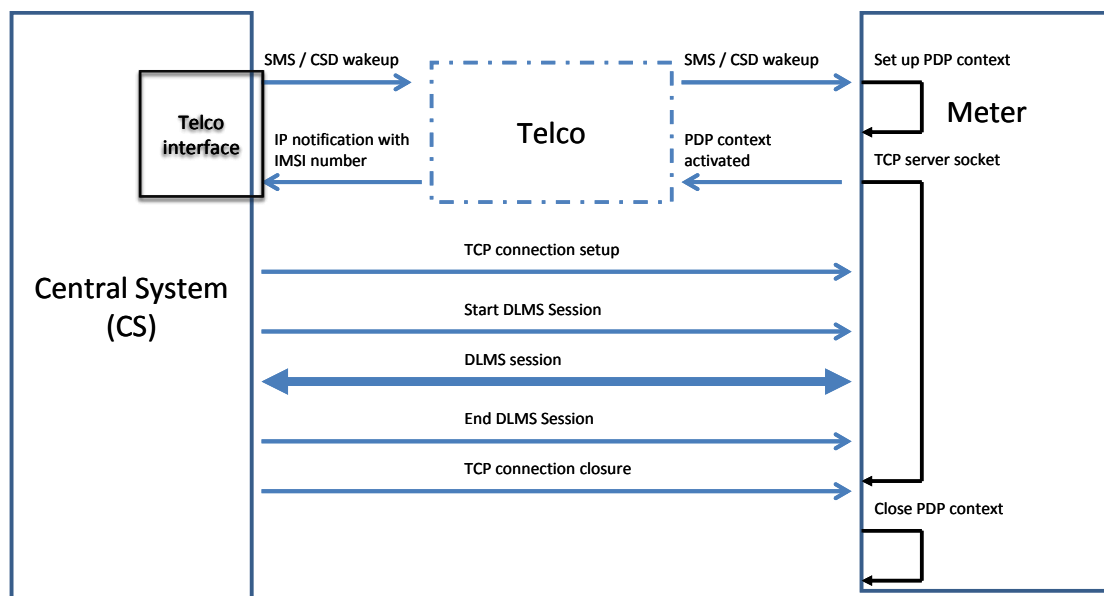 SMS / CSD wakeup
SMS / CSD wakeup
Set up PDP context
Telco
interface
Telco
Meter
IP notification with
IMSI number
PDP context
activated
TCP server socket
TCP connection setup
Central System
(CS)
Start DLMS Session
DLMS session
End DLMS Session
TCP connection closure
Close PDP context